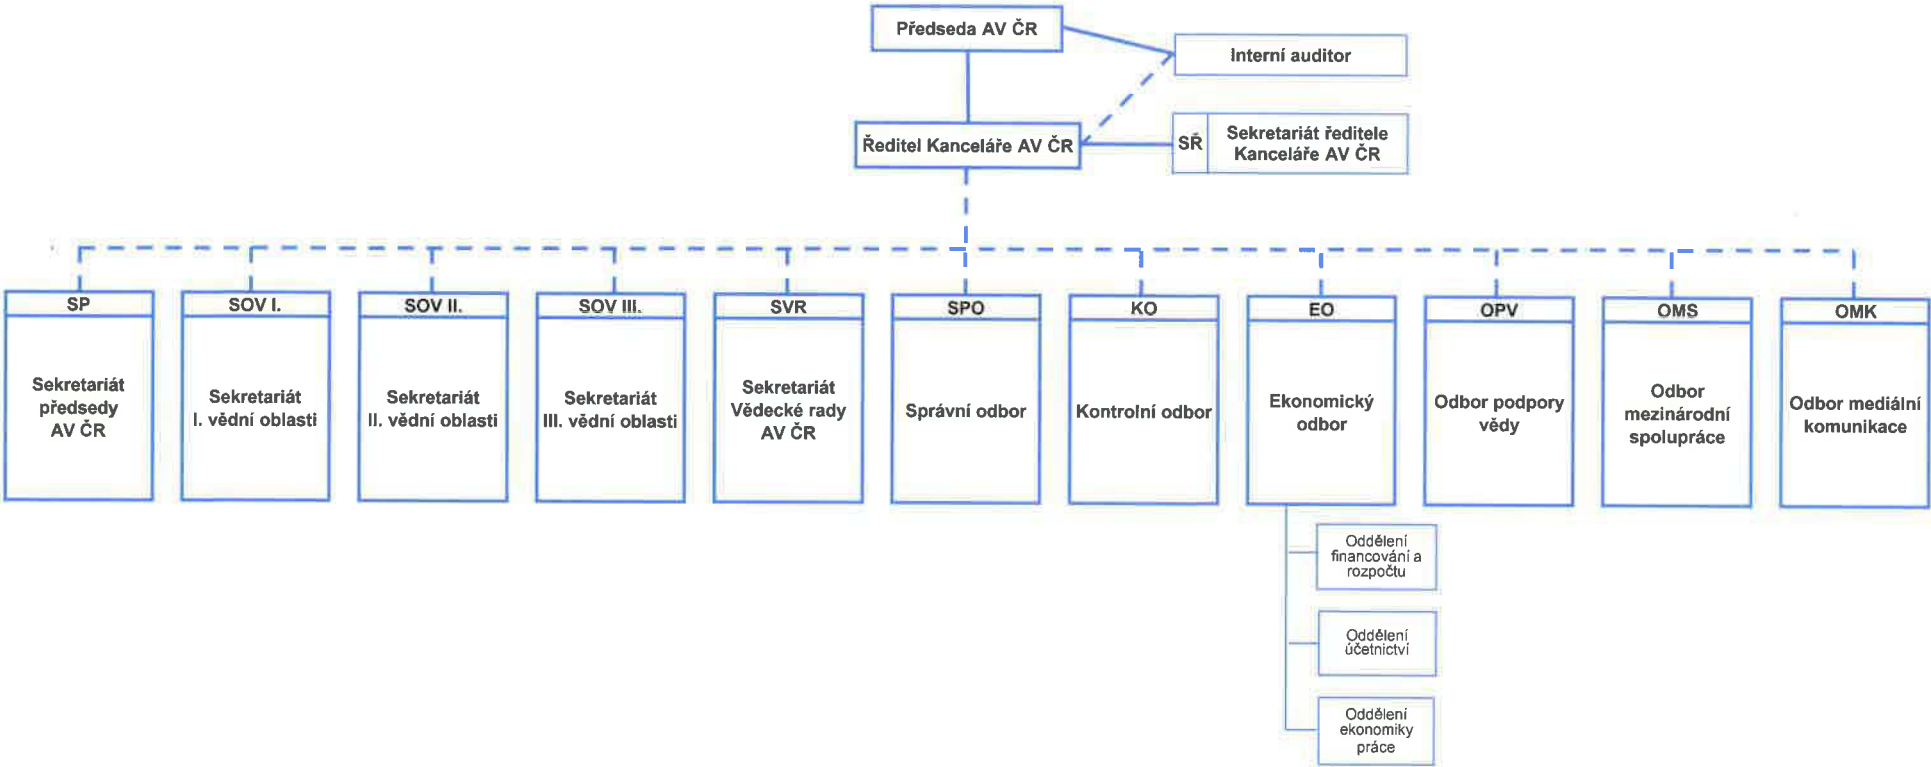 Předseda AV ČR
Interní auditor
Ředitel Kanceláře AV ČR
SŘ
Sekretariát ředitele
Kanceláře AV ČR
SP
Sekretariát
předsedy
AV ČR
SOV I.
Sekretariát
I. vědní oblasti
SOV II.
Sekretariát
II. vědní oblasti
SOV III.
Sekretariát
III. vědní oblasti
SVR
Sekretariát
Vědecké rady
AV ČR
SPO
Správní odbor
KO
Kontrolní odbor
EO
Ekonomický
odbor
OPV
Odbor podpory
vědy
OMS
Odbor
mezinárodní
spolupráce
OMK
Odbor mediální
komunikace
Oddělení
financování a
rozpočtu
Oddělení
účetnictví
Oddělení
ekonomiky
práce